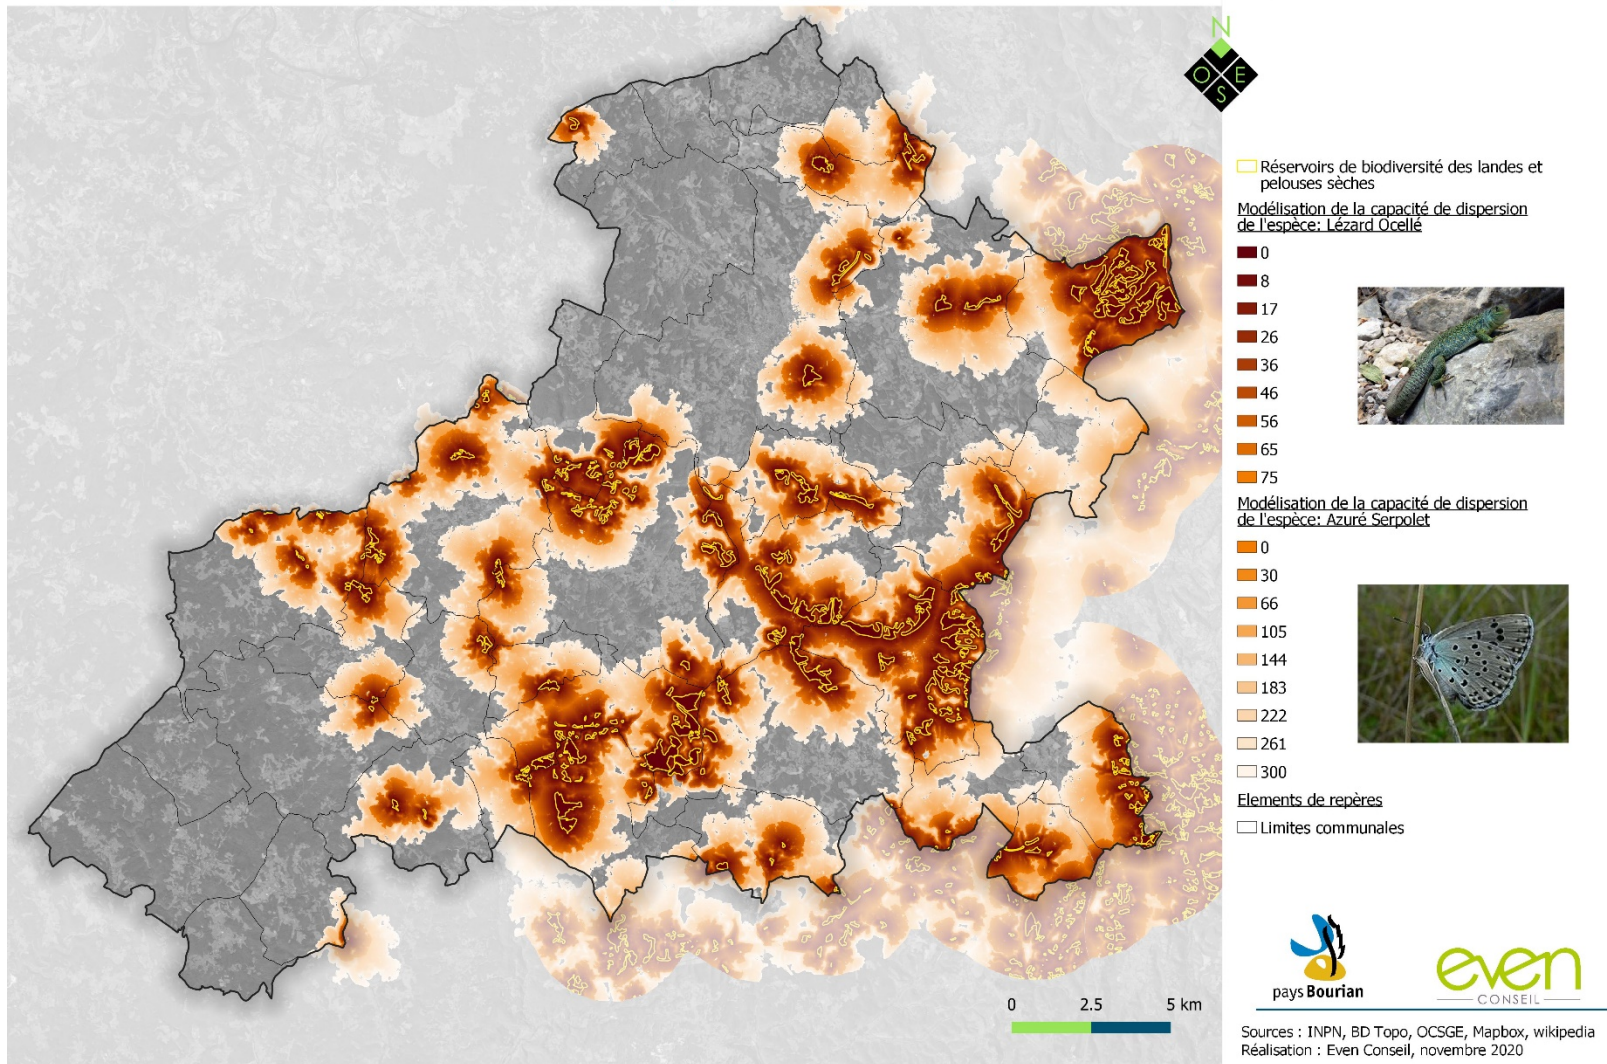 N
O E
S
Réservoirs de biodiversité des landes et
pelouses sèches
Modélisation de la capacité de dispersion
de l'espèce: Lézard Ocellé
0
8
17
26
36
46
56
65
75
Modélisation de la capacité de dispersion
de l'espèce: Azuré Serpolet
0
30
66
105
144
183
222
261
300
Elements de repères
Limites communales
0 2.5 5 km
pays Bourian
even
CONSEIL
Sources : INPN, BD Topo, OCSGE, Mapbox, wikipedia
Réalisation : Even Conseil, novembre 2020